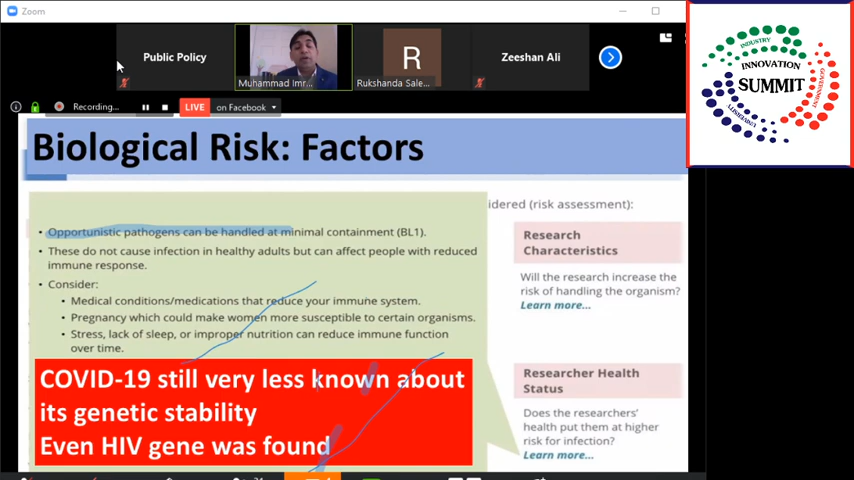 Zoom
Public Policy
Muhammad Imr...
R
Rukshanda Sale...
Zeeshan Ali
INDUSTRY
INNOVATION
SUMMIT
GOVERNMENT
UNIVERSITY
Recording...
LIVE on Facebook
Biological Risk: Factors
idered (risk assessment):
• Opportunistic pathogens can be handled at minimal containment (BL1).
• These do not cause infection in healthy adults but can affect people with reduced
immune response.
• Consider:
• Medical conditions/medications that reduce your immune system.
• Pregnancy which could make women more susceptible to certain organisms.
• Stress, lack of sleep, or improper nutrition can reduce immune function
over time.
COVID-19 still very less known about
its genetic stability
Even HIV gene was found
Research
Characteristics
Will the research increase the
risk of handling the organism?
Learn more...
Researcher Health
Status
Does the researchers'
health put them at higher
risk for infection?
Learn more...